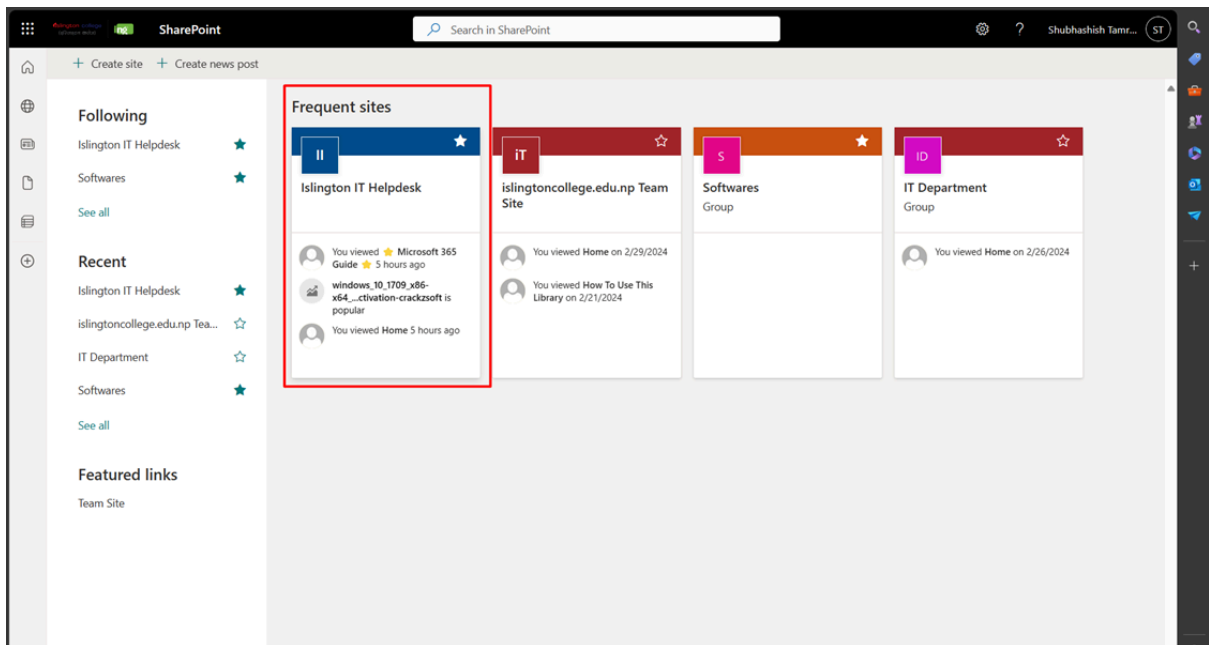 SharePoint
Search in SharePoint
?
Shubhashish Tamr...
ST
+ Create site
+ Create news post
Following
Islington IT Helpdesk
Softwares
See all
Recent
Islington IT Helpdesk
islingtoncollege.edu.np Tea...
IT Department
Softwares
See all
Featured links
Team Site
Frequent sites
II
Islington IT Helpdesk
You viewed ⭐ Microsoft 365
Guide ⭐ 5 hours ago
windows_10_1709_x86-
x64_...ctivation-crackzsoft is
popular
You viewed Home 5 hours ago
iT
islingtoncollege.edu.np Team
Site
You viewed Home on 2/29/2024
You viewed How To Use This
Library on 2/21/2024
S
Softwares
Group
ID
IT Department
Group
You viewed Home on 2/26/2024